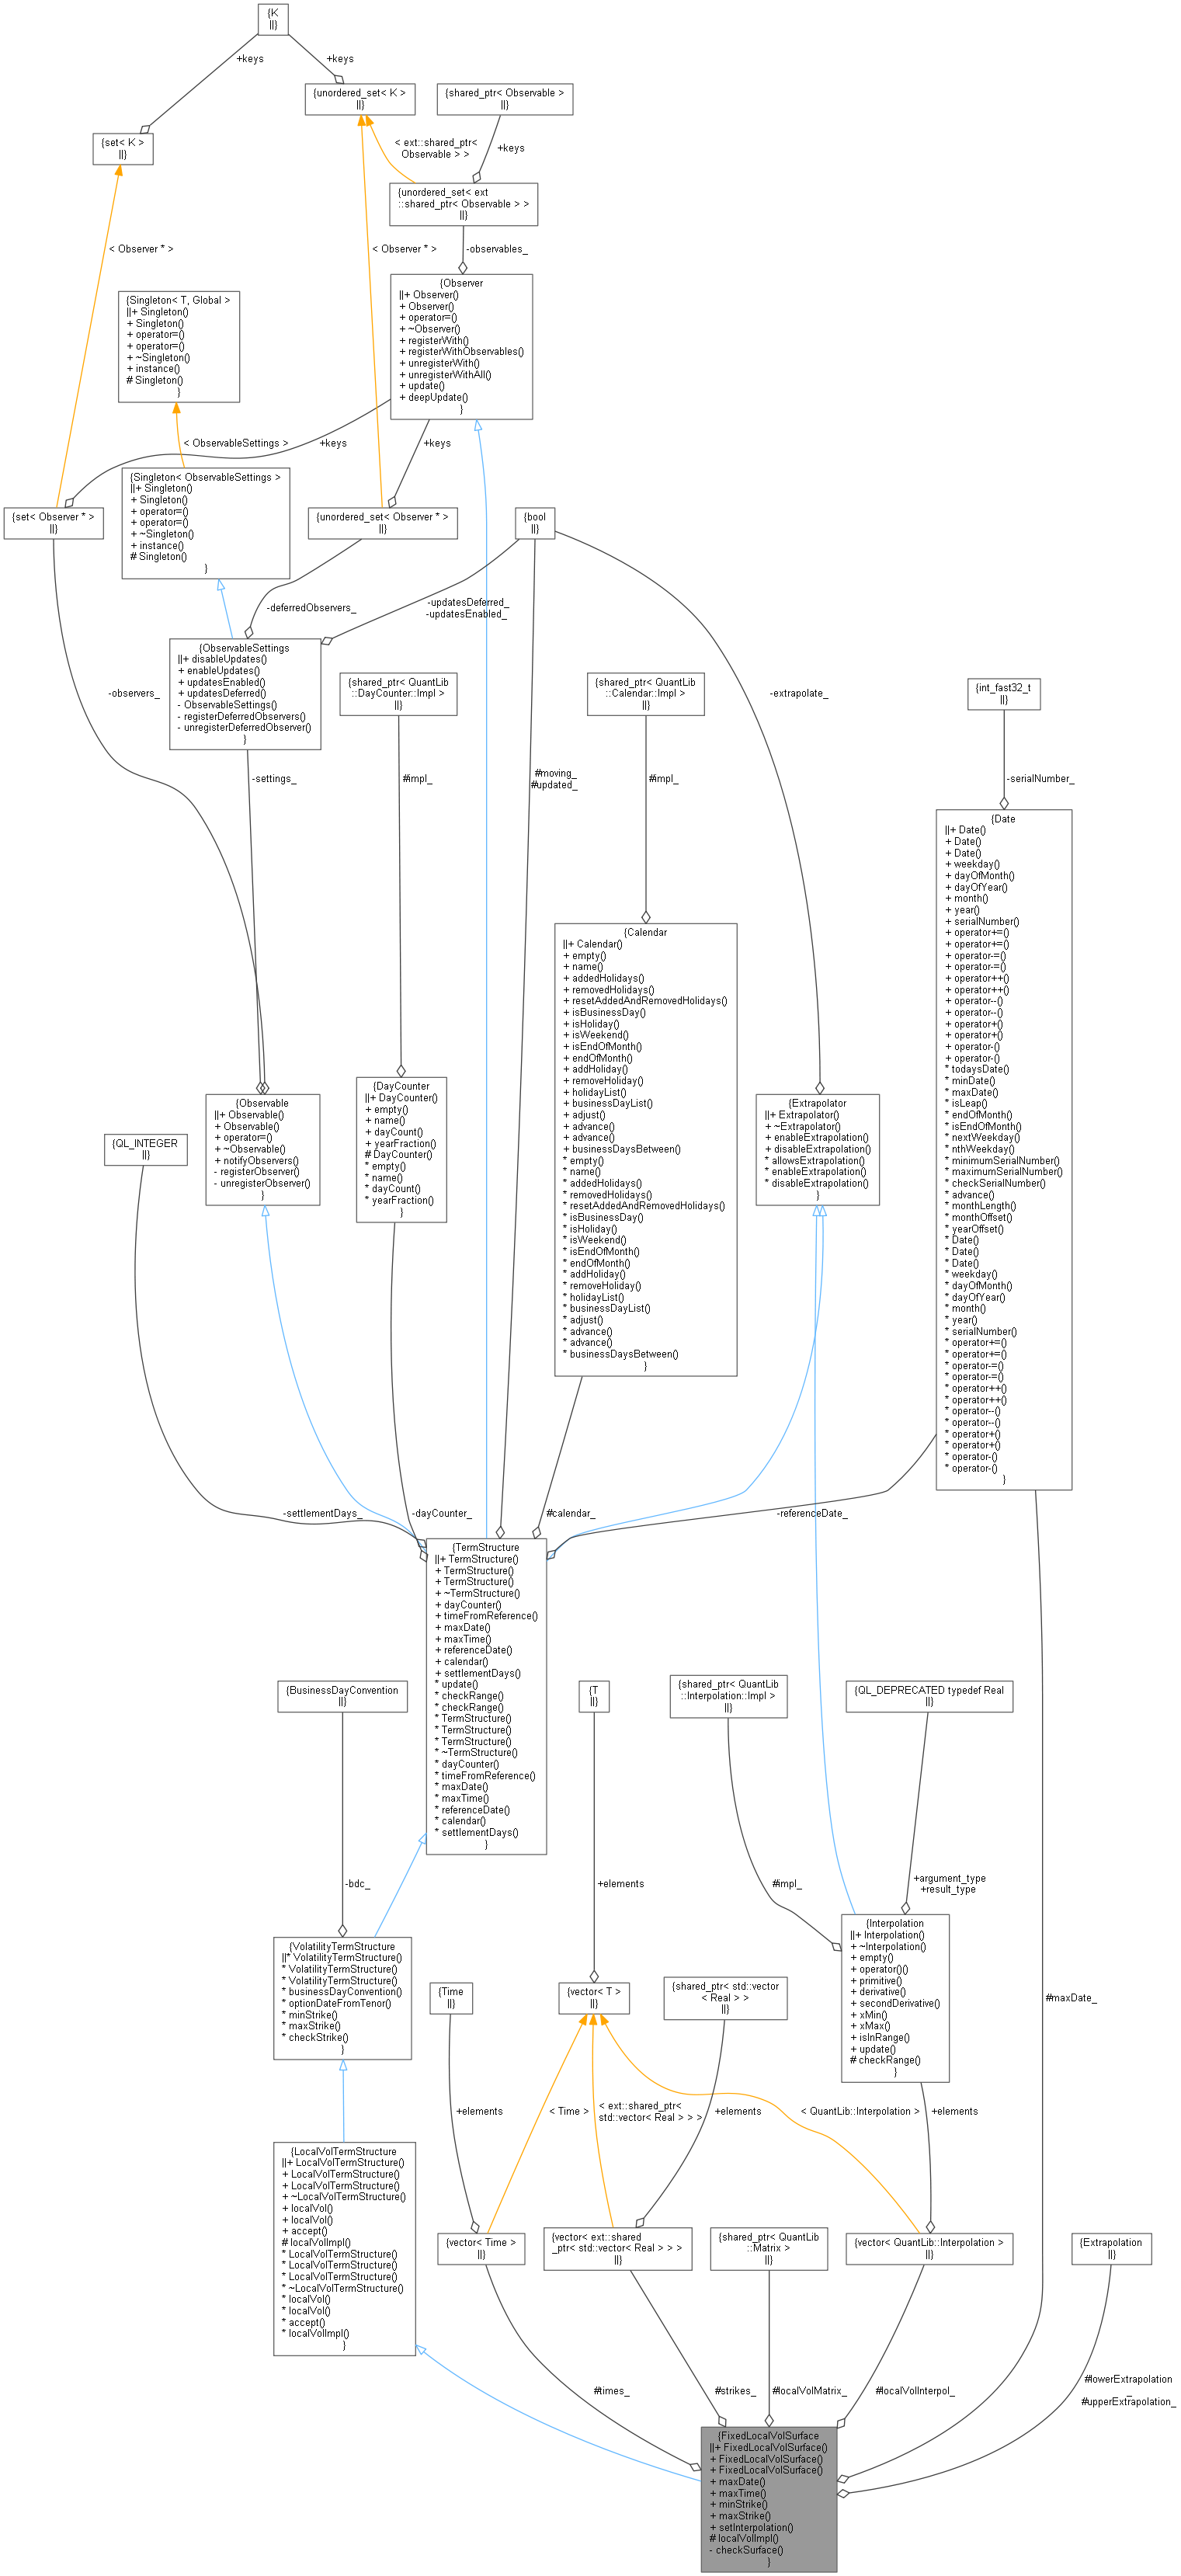 {K
||}
+keys
+keys
{unordered_set< K >
||}
{shared_ptr< Observable >
||}
{set< K >
||}
< ext::shared_ptr<
Observable > >
+keys
{unordered_set< ext
::shared_ptr< Observable > >
||}
< Observer * >
< Observer * >
-observables_
{Singleton< T, Global >
||+ Singleton()
+ Singleton()
+ operator=()
+ operator=()
+ ~Singleton()
+ instance()
# Singleton()
}
{Observer
||+ Observer()
+ Observer()
+ operator=()
+ ~Observer()
+ registerWith()
+ registerWithObservables()
+ unregisterWith()
+ unregisterWithAll()
+ update()
+ deepUpdate()
}
< ObservableSettings >
+keys
+keys
{Singleton< ObservableSettings >
||+ Singleton()
+ Singleton()
+ operator=()
+ operator=()
+ ~Singleton()
+ instance()
# Singleton()
}
{set< Observer * >
||}
{unordered_set< Observer * >
||}
{bool
||}
-deferredObservers_
-updatesDeferred_
-updatesEnabled_
{ObservableSettings
||+ disableUpdates()
+ enableUpdates()
+ updatesEnabled()
+ updatesDeferred()
- ObservableSettings()
- registerDeferredObservers()
- unregisterDeferredObserver()
}
-observers_
{shared_ptr< QuantLib
::DayCounter::Impl >
||}
{shared_ptr< QuantLib
::Calendar::Impl >
||}
-extrapolate_
{int_fast32_t
||}
-settings_
#impl_
#moving_
#updated_
#impl_
-serialNumber_
{Date
||+ Date()
+ Date()
+ Date()
+ weekday()
+ dayOfMonth()
+ dayOfYear()
+ month()
+ year()
+ serialNumber()
+ operator+=()
+ operator+=()
+ operator-=()
+ operator-=()
+ operator++()
+ operator++()
+ operator--()
+ operator--()
+ operator+()
+ operator+()
+ operator-()
+ operator-()
* todaysDate()
* minDate()
* maxDate()
* isLeap()
* endOfMonth()
* isEndOfMonth()
* nextWeekday()
* nthWeekday()
* minimumSerialNumber()
* maximumSerialNumber()
* checkSerialNumber()
* advance()
* monthLength()
* monthOffset()
* yearOffset()
* Date()
* Date()
* Date()
* weekday()
* dayOfMonth()
* dayOfYear()
* month()
* year()
* serialNumber()
* operator+=()
* operator+=()
* operator-=()
* operator-=()
* operator++()
* operator++()
* operator--()
* operator--()
* operator+()
* operator+()
* operator-()
* operator-()
}
{Calendar
||+ Calendar()
+ empty()
+ name()
+ addedHolidays()
+ removedHolidays()
+ resetAddedAndRemovedHolidays()
+ isBusinessDay()
+ isHoliday()
+ isWeekend()
+ isEndOfMonth()
+ endOfMonth()
+ addHoliday()
+ removeHoliday()
+ holidayList()
+ businessDayList()
+ adjust()
+ advance()
+ advance()
+ businessDaysBetween()
* empty()
* name()
* addedHolidays()
* removedHolidays()
* resetAddedAndRemovedHolidays()
* isBusinessDay()
* isHoliday()
* isWeekend()
* isEndOfMonth()
* endOfMonth()
* addHoliday()
* removeHoliday()
* holidayList()
* businessDayList()
* adjust()
* advance()
* advance()
* businessDaysBetween()
}
{DayCounter
||+ DayCounter()
+ empty()
+ name()
+ dayCount()
+ yearFraction()
# DayCounter()
* empty()
* name()
* dayCount()
* yearFraction()
}
{Observable
||+ Observable()
+ Observable()
+ operator=()
+ ~Observable()
+ notifyObservers()
- registerObserver()
- unregisterObserver()
}
{Extrapolator
||+ Extrapolator()
+ ~Extrapolator()
+ enableExtrapolation()
+ disableExtrapolation()
* allowsExtrapolation()
* enableExtrapolation()
* disableExtrapolation()
}
{QL_INTEGER
||}
-settlementDays_
-dayCounter_
#calendar_
-referenceDate_
{TermStructure
||+ TermStructure()
+ TermStructure()
+ TermStructure()
+ ~TermStructure()
+ dayCounter()
+ timeFromReference()
+ maxDate()
+ maxTime()
+ referenceDate()
+ calendar()
+ settlementDays()
* update()
* checkRange()
* checkRange()
* TermStructure()
* TermStructure()
* TermStructure()
* ~TermStructure()
* dayCounter()
* timeFromReference()
* maxDate()
* maxTime()
* referenceDate()
* calendar()
* settlementDays()
}
{BusinessDayConvention
||}
{T
||}
{shared_ptr< QuantLib
::Interpolation::Impl >
||}
{QL_DEPRECATED typedef Real
||}
-bdc_
+elements
#impl_
+argument_type
+result_type
{VolatilityTermStructure
||* VolatilityTermStructure()
* VolatilityTermStructure()
* VolatilityTermStructure()
* businessDayConvention()
* optionDateFromTenor()
* minStrike()
* maxStrike()
* checkStrike()
}
{Interpolation
||+ Interpolation()
+ ~Interpolation()
+ empty()
+ operator()()
+ primitive()
+ derivative()
+ secondDerivative()
+ xMin()
+ xMax()
+ isInRange()
+ update()
# checkRange()
}
{Time
||}
{vector< T >
||}
{shared_ptr< std::vector
< Real > >
||}
#maxDate_
+elements
< Time >
< ext::shared_ptr<
std::vector< Real > > >
+elements
< QuantLib::Interpolation >
+elements
{LocalVolTermStructure
||+ LocalVolTermStructure()
+ LocalVolTermStructure()
+ LocalVolTermStructure()
+ ~LocalVolTermStructure()
+ localVol()
+ localVol()
+ accept()
# localVolImpl()
* LocalVolTermStructure()
* LocalVolTermStructure()
* LocalVolTermStructure()
* ~LocalVolTermStructure()
* localVol()
* localVol()
* accept()
* localVolImpl()
}
{vector< Time >
||}
{vector< ext::shared
_ptr< std::vector< Real > > >
||}
{shared_ptr< QuantLib
::Matrix >
||}
{vector< QuantLib::Interpolation >
||}
{Extrapolation
||}
#times_
#strikes_
#localVolMatrix_
#localVolInterpol_
#lowerExtrapolation
_
#upperExtrapolation_
{FixedLocalVolSurface
||+ FixedLocalVolSurface()
+ FixedLocalVolSurface()
+ FixedLocalVolSurface()
+ maxDate()
+ maxTime()
+ minStrike()
+ maxStrike()
+ setInterpolation()
# localVolImpl()
- checkSurface()
}